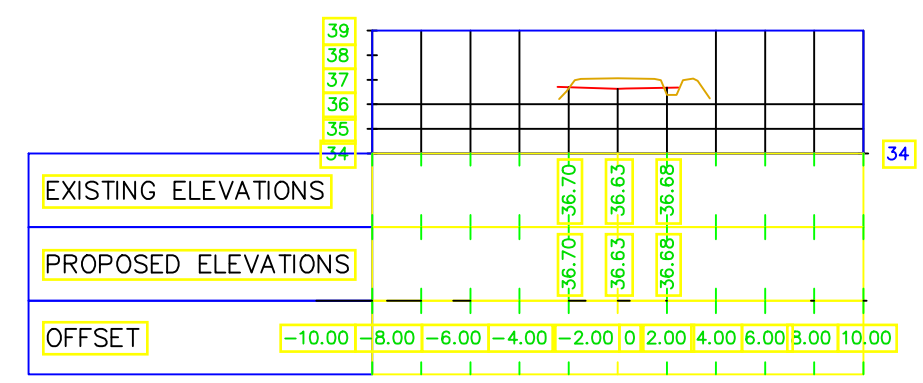 39
38
37
36
35
34 34
EXISTING ELEVATIONS 36.70 36.63 36.68
PROPOSED ELEVATIONS 36.70 36.63 36.68
OFFSET −10.00 −8.00 −6.00 −4.00 −2.00 0 2.00 4.00 6.00 8.00 10.00